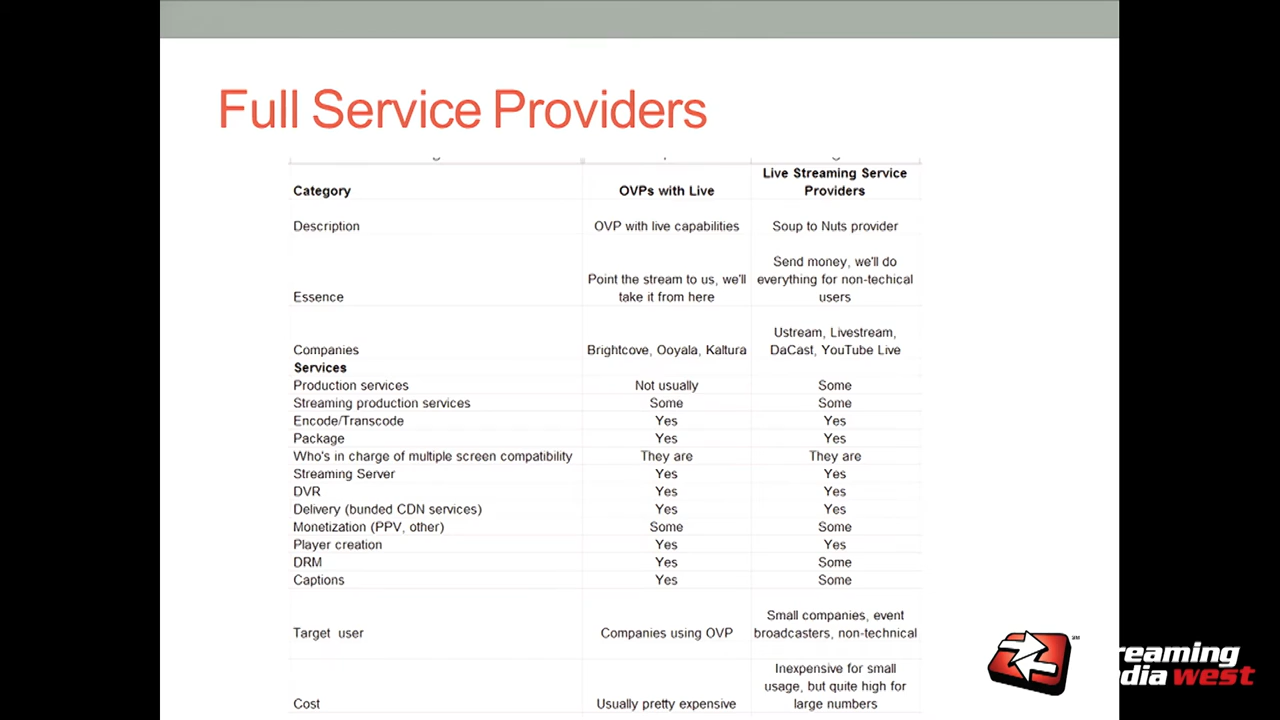 Full Service Providers
Category OVPs with Live Live Streaming Service Providers
Description OVP with live capabilities Soup to Nuts provider
Essence Point the stream to us, we'll take it from here Send money, we'll do everything for non-techical users
Companies Brightcove, Ooyala, Kaltura Ustream, Livestream, DaCast, YouTube Live
Services
Production services Not usually Some
Streaming production services Some Some
Encode/Transcode Yes Yes
Package Yes Yes
Who's in charge of multiple screen compatibility They are They are
Streaming Server Yes Yes
DVR Yes Yes
Delivery (bunded CDN services) Yes Yes
Monetization (PPV, other) Some Some
Player creation Yes Yes
DRM Yes Some
Captions Yes Some
Target user Companies using OVP Small companies, event broadcasters, non-technical
Cost Usually pretty expensive Inexpensive for small usage, but quite high for large numbers
reaming
dia west